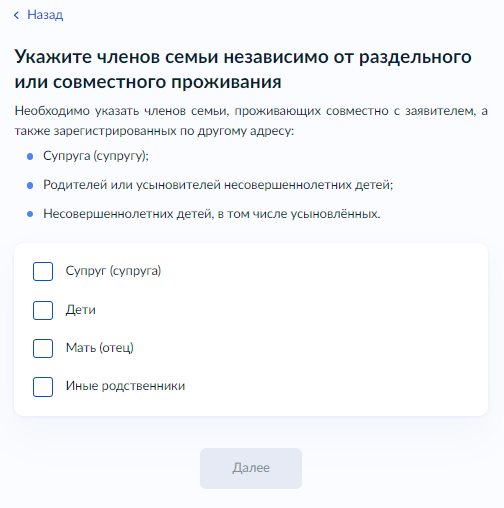 Назад
Укажите членов семьи независимо от раздельного
или совместного проживания
Необходимо указать членов семьи, проживающих совместно с заявителем, а
также зарегистрированных по другому адресу:
Супруга (супругу);
Родителей или усыновителей несовершеннолетних детей;
Несовершеннолетних детей, в том числе усыновлённых.
Супруг (супруга)
Дети
Мать (отец)
Иные родственники
Далее